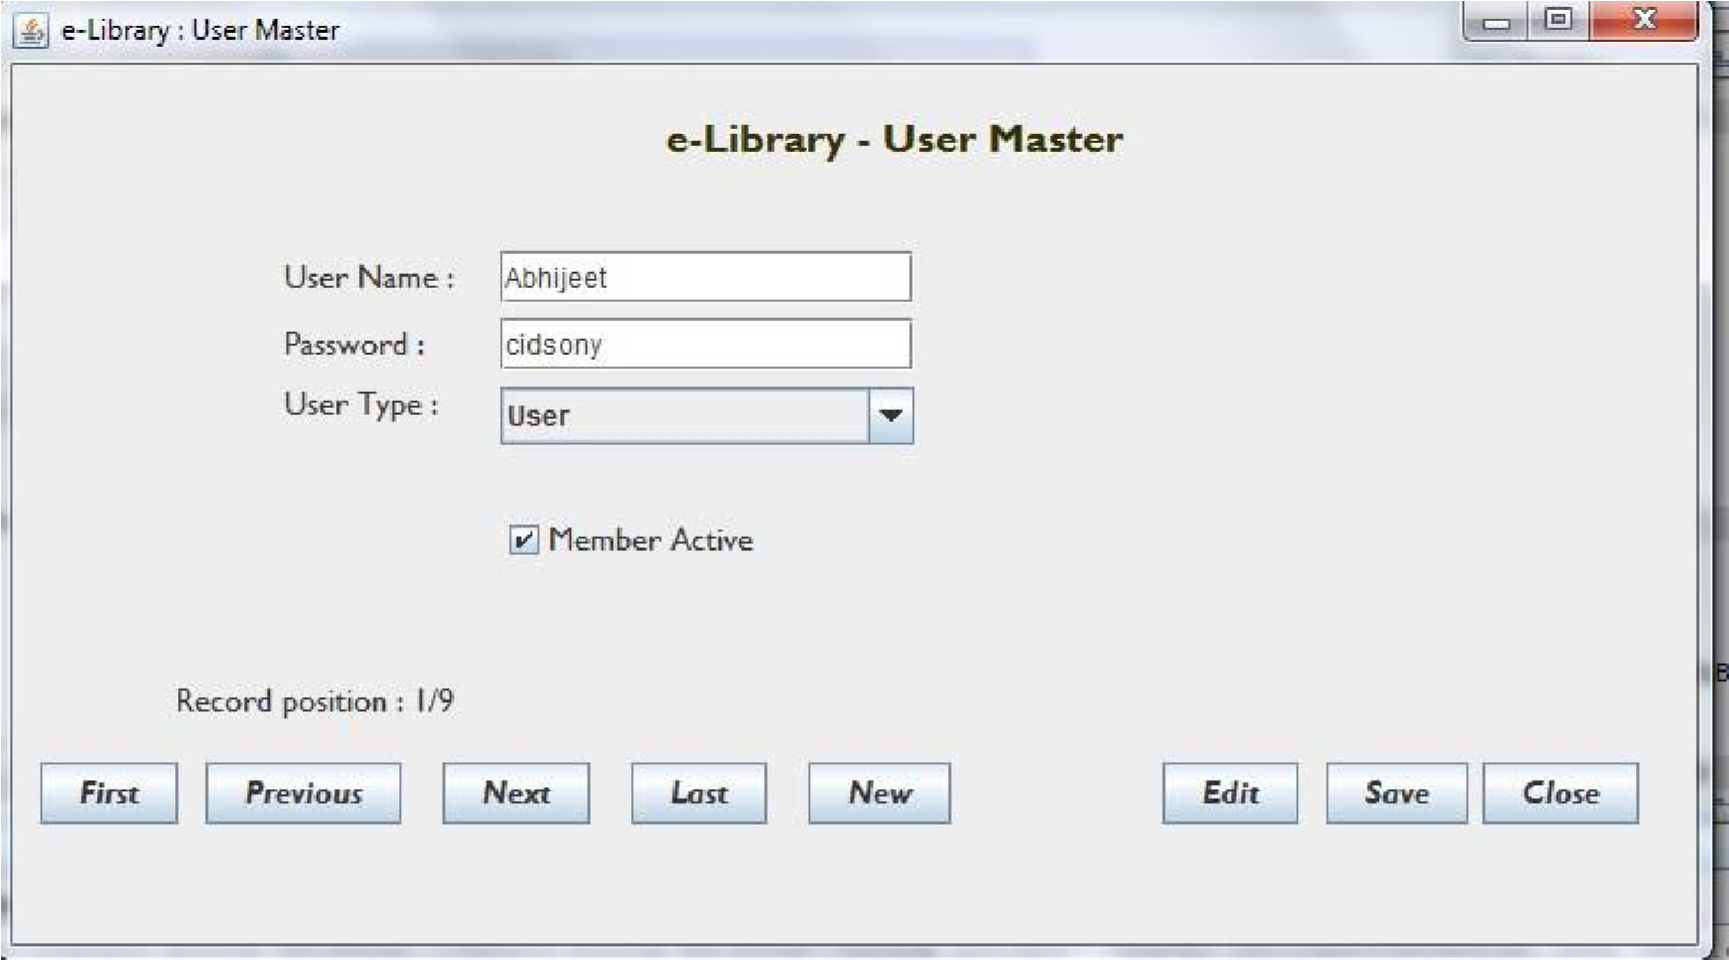 e-Library : User Master
e-Library - User Master
User Name : Abhijeet
Password : cidsony
User Type : User
Member Active
Record position : 1/9
First Previous Next Last New Edit Save Close
B